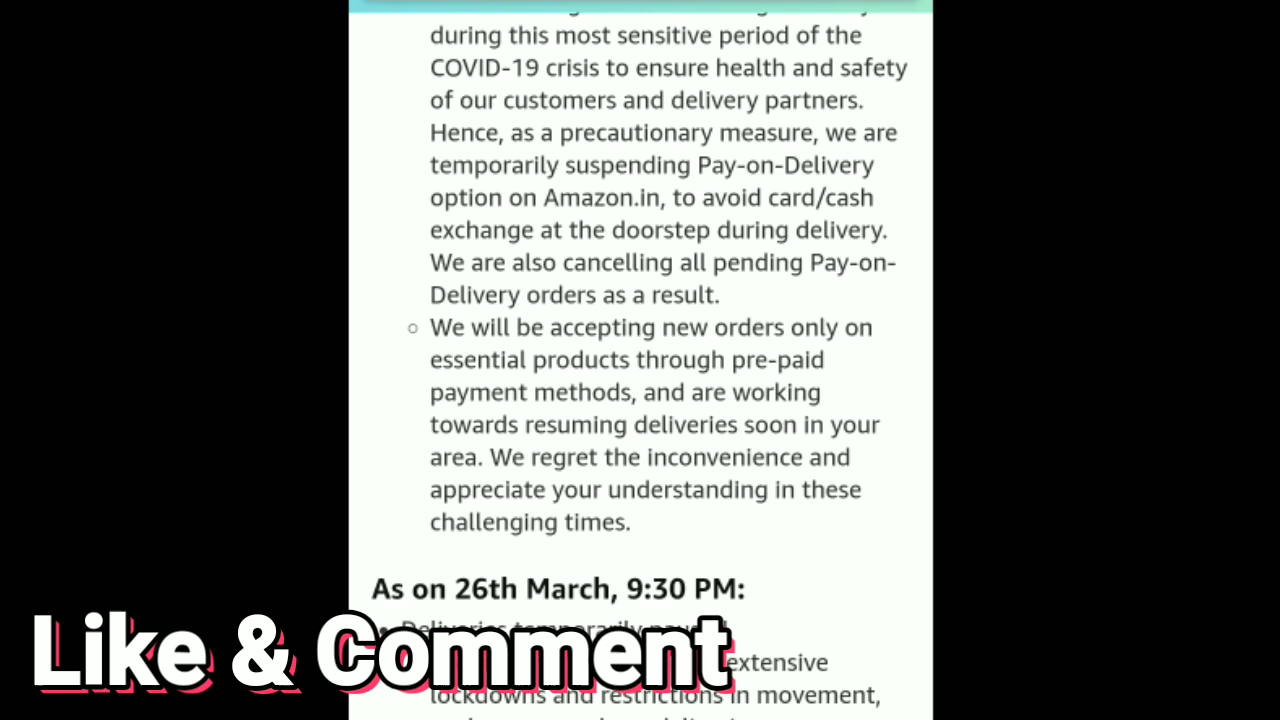 during this most sensitive period of the
COVID-19 crisis to ensure health and safety
of our customers and delivery partners.
Hence, as a precautionary measure, we are
temporarily suspending Pay-on-Delivery
option on Amazon.in, to avoid card/cash
exchange at the doorstep during delivery.
We are also cancelling all pending Pay-on-
Delivery orders as a result.
○ We will be accepting new orders only on
essential products through pre-paid
payment methods, and are working
towards resuming deliveries soon in your
area. We regret the inconvenience and
appreciate your understanding in these
challenging times.
As on 26th March, 9:30 PM:
• Deliveries temporarily paused
Like & Comment
extensive
lockdowns and restrictions in movement,